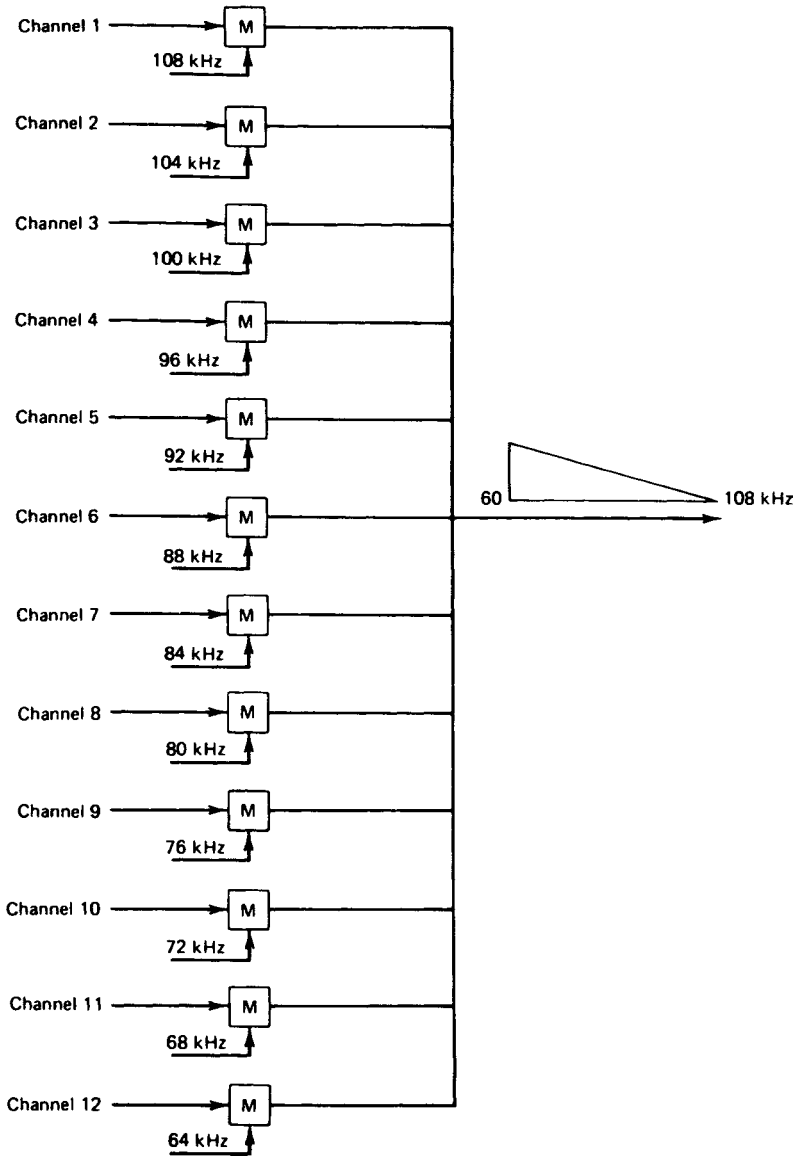 Channel 1
M
108 kHz
Channel 2
M
104 kHz
Channel 3
M
100 kHz
Channel 4
M
96 kHz
Channel 5
M
92 kHz
60
108 kHz
Channel 6
M
88 kHz
Channel 7
M
84 kHz
Channel 8
M
80 kHz
Channel 9
M
76 kHz
Channel 10
M
72 kHz
Channel 11
M
68 kHz
Channel 12
M
64 kHz